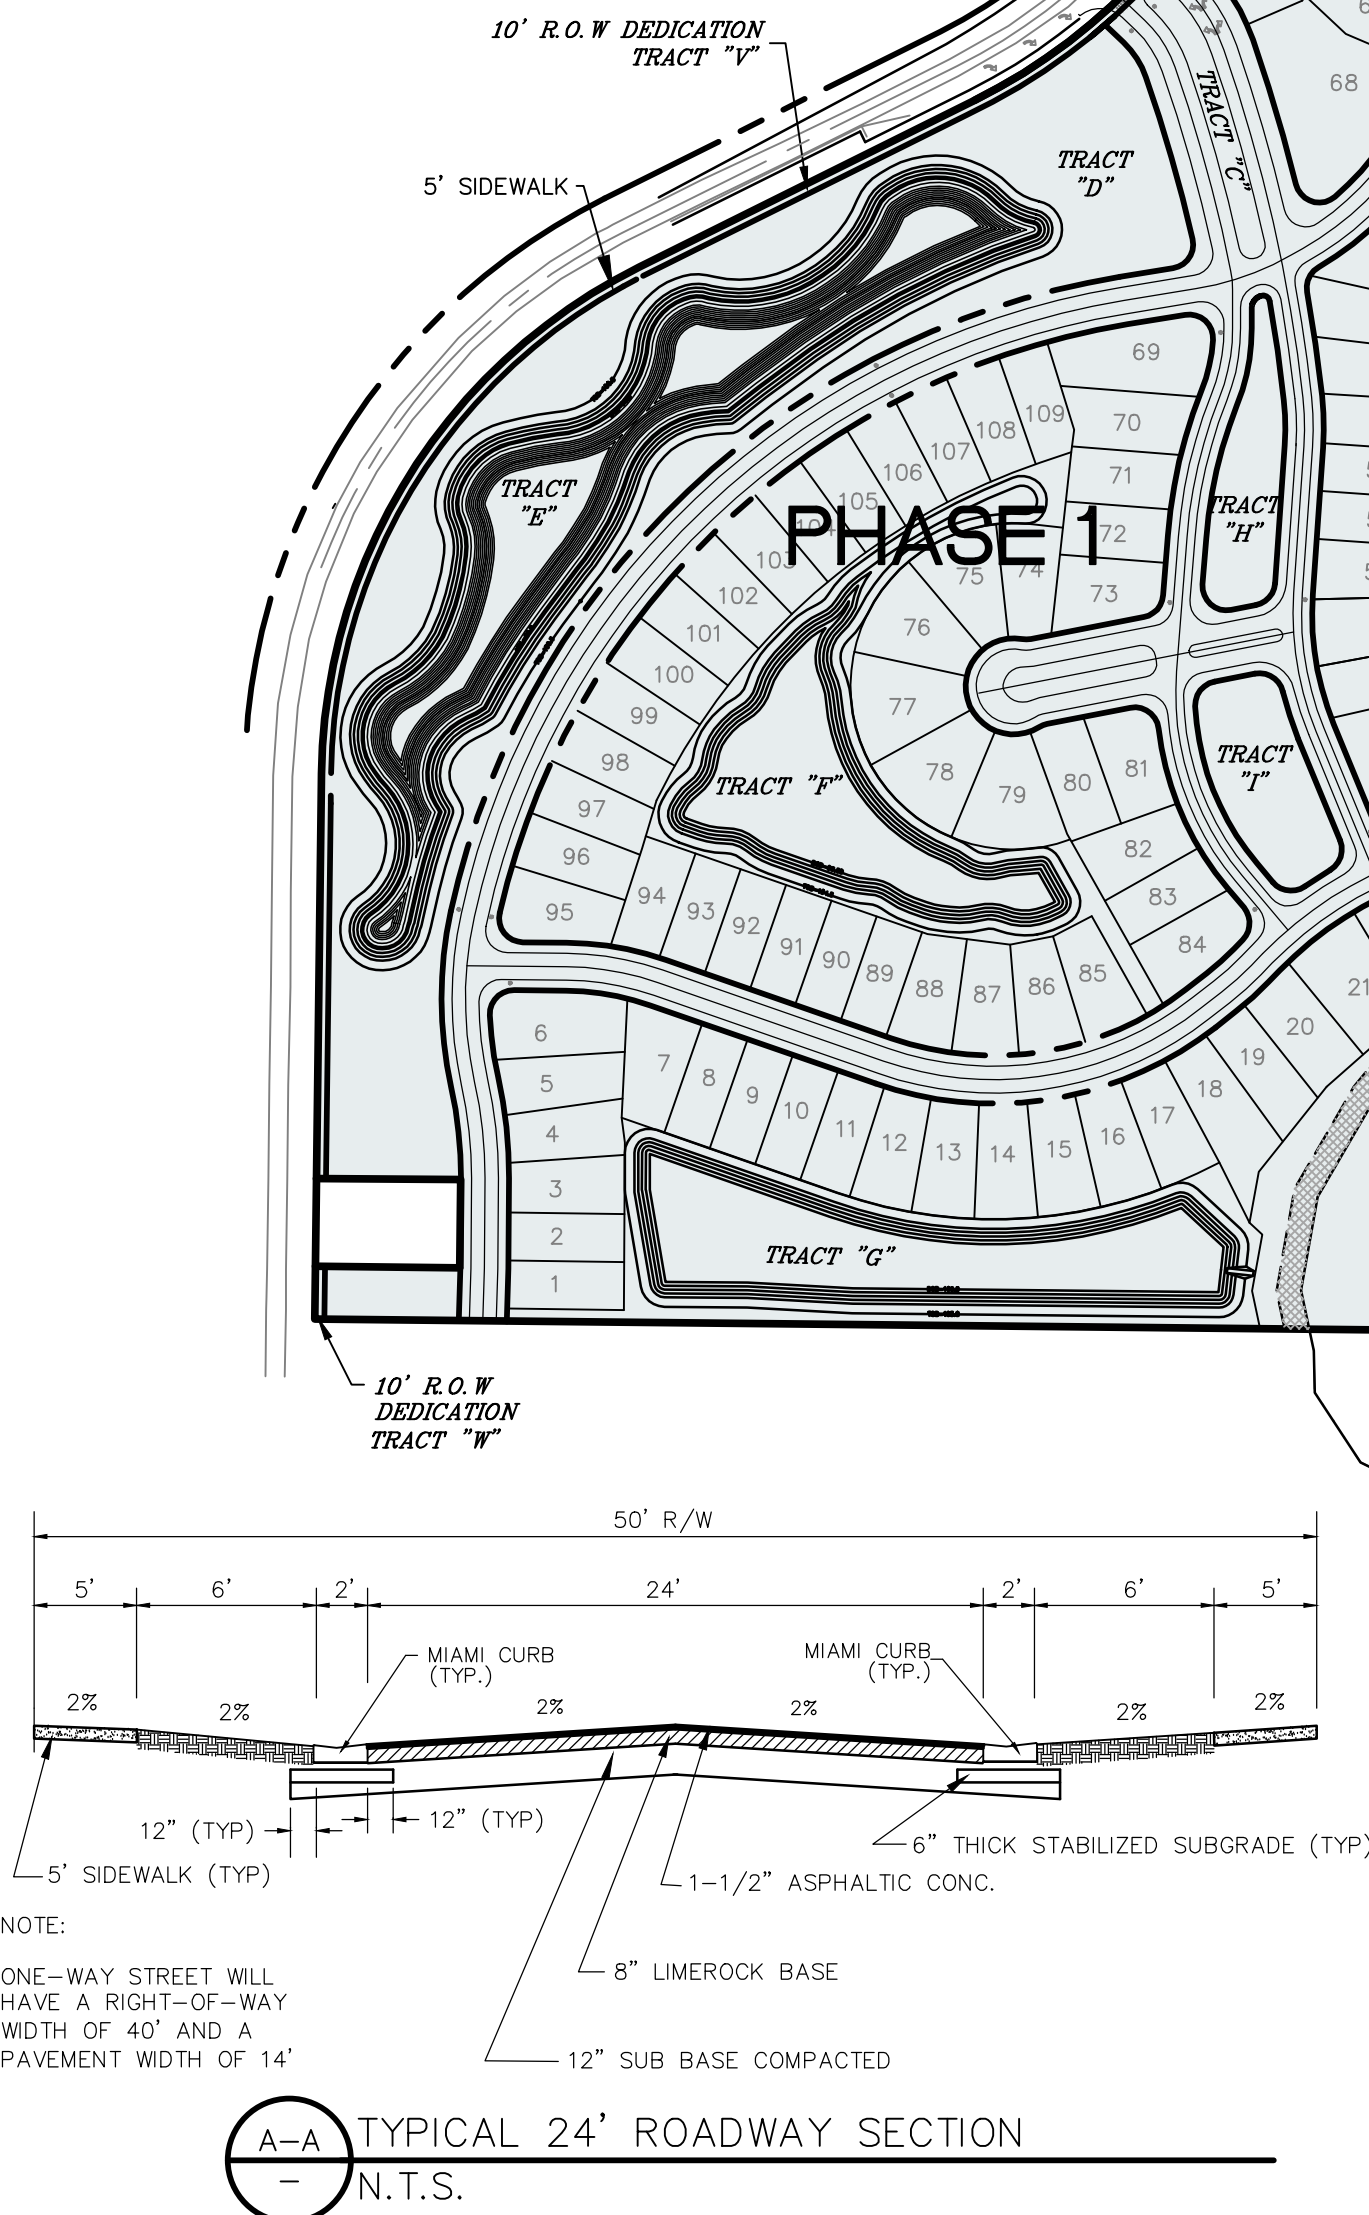 10' R.O.W DEDICATION
TRACT "V"
5' SIDEWALK
TRACT
"D"
TRACT "C"
68
69
70
71
72
73
74
75
76
77
78
79
80
81
82
83
84
109
108
107
106
105
104
103
102
101
100
99
98
97
96
95
PHASE 1
TRACT
"E"
TRACT
"H"
TRACT
"I"
TRACT "F"
94
93
92
91
90
89
88
87
86
85
6
5
4
3
2
1
7
8
9
10
11
12
13
14
15
16
17
18
19
20
21
TRACT "G"
10' R.O.W
DEDICATION
TRACT "W"
50' R/W
5'
6'
2'
24'
2'
6'
5'
MIAMI CURB
(TYP.)
MIAMI CURB
(TYP.)
2%
2%
2%
2%
2%
2%
12" (TYP)
12" (TYP)
5' SIDEWALK (TYP)
6" THICK STABILIZED SUBGRADE (TYP)
1-1/2" ASPHALTIC CONC.
8" LIMEROCK BASE
12" SUB BASE COMPACTED
NOTE:
ONE-WAY STREET WILL
HAVE A RIGHT-OF-WAY
WIDTH OF 40' AND A
PAVEMENT WIDTH OF 14'
A-A
-
TYPICAL 24' ROADWAY SECTION
N.T.S.